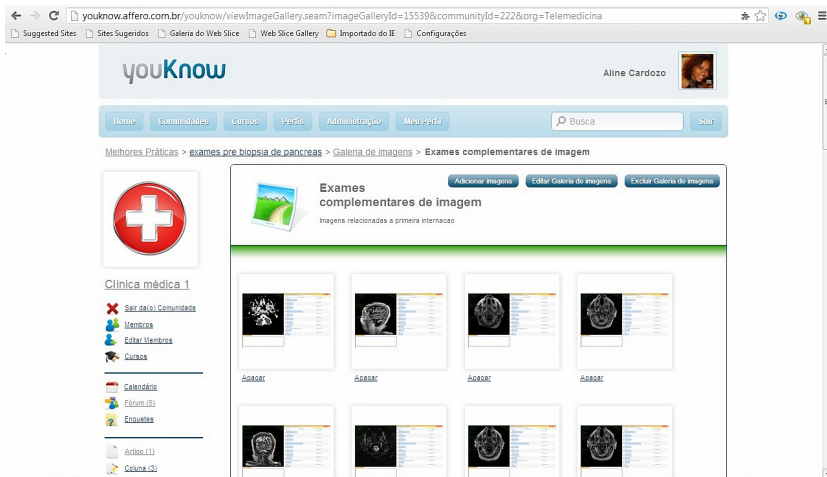 youknow.affero.com.br/youknow/viewImageGallery.seam?imageGalleryId=15539&communityId=222&org=Telemedicina
Suggested Sites Sites Sugeridos Galeria do Web Slice Web Slice Gallery Importado do IE Configurações
youKnow
Aline Cardozo
Home Comunidades Cursos Perfis Administração Meu Perfil Busca Sair
Melhores Práticas > exames pre biopsia de pancreas > Galeria de imagens > Exames complementares de imagem
Adicionar imagens Editar Galeria de imagens Excluir Galeria de imagens
Exames
complementares de imagem
Imagens relacionadas a primeira internacao
Clínica médica 1
Sair da(o) Comunidade
Membros
Editar Membros
Cursos
Calendário
Fórum (5)
Enquetes
Artigo (1)
Coluna (3)
Apagar Apagar Apagar Apagar